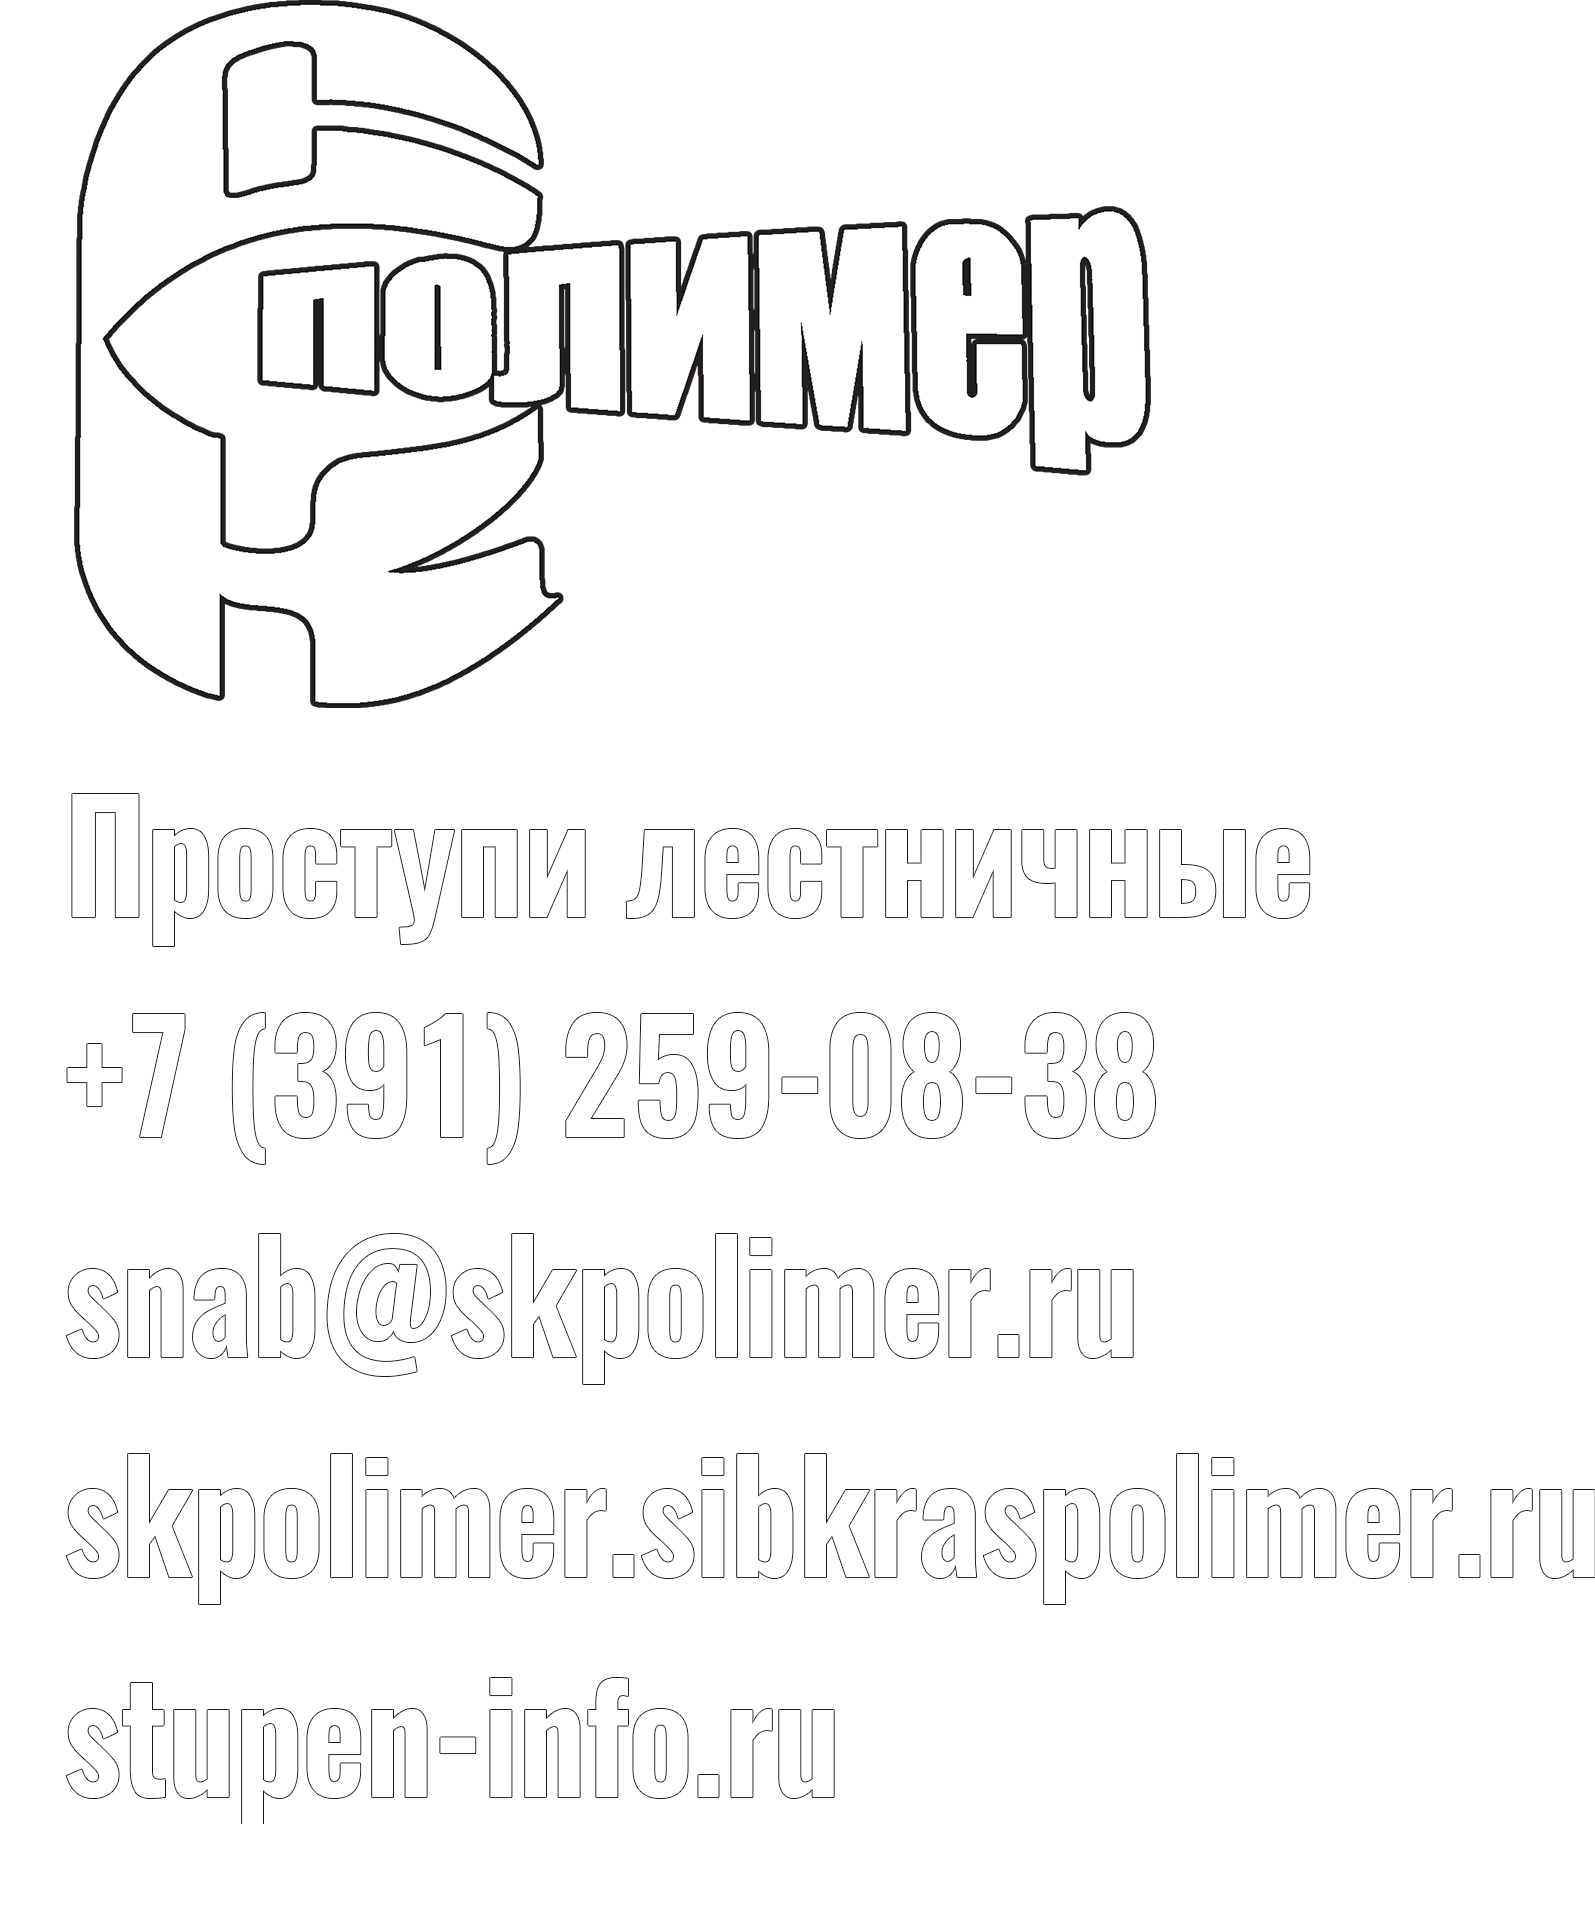 полимер
Проступи лестничные
+7 (391) 259-08-38
snab@skpolimer.ru
skpolimer.sibkraspolimer.ru
stupen-info.ru